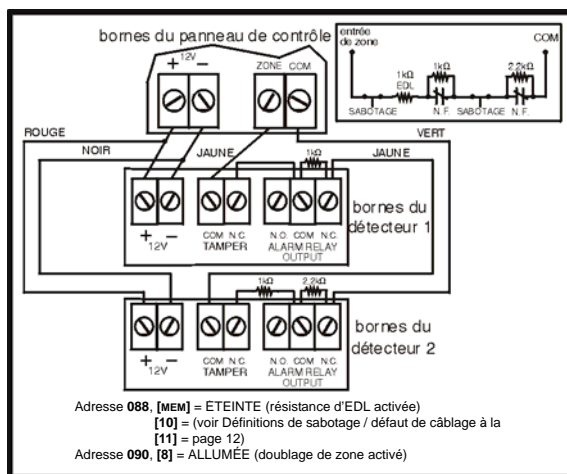 bornes du panneau de contrôle
+ 12V −
ZONE COM
entrée
de zone
COM
1kΩ
EDL
1kΩ
2.2kΩ
SABOTAGE
N.F.
SABOTAGE
N.F.
ROUGE
NOIR
JAUNE
VERT
JAUNE
1kΩ
bornes du
détecteur 1
+ −
12V
COM N.C.
TAMPER
N.O. COM N.C.
ALARM RELAY
OUTPUT
1kΩ
2.2kΩ
bornes du
détecteur 2
+ −
12V
COM N.C.
TAMPER
N.O. COM N.C.
ALARM RELAY
OUTPUT
Adresse 088, [MEM] = ÉTEINTE (résistance d'EDL activée)
[10] = (voir Définitions de sabotage / défaut de câblage à la
[11] = page 12)
Adresse 090, [8] = ALLUMÉE (doublage de zone activé)